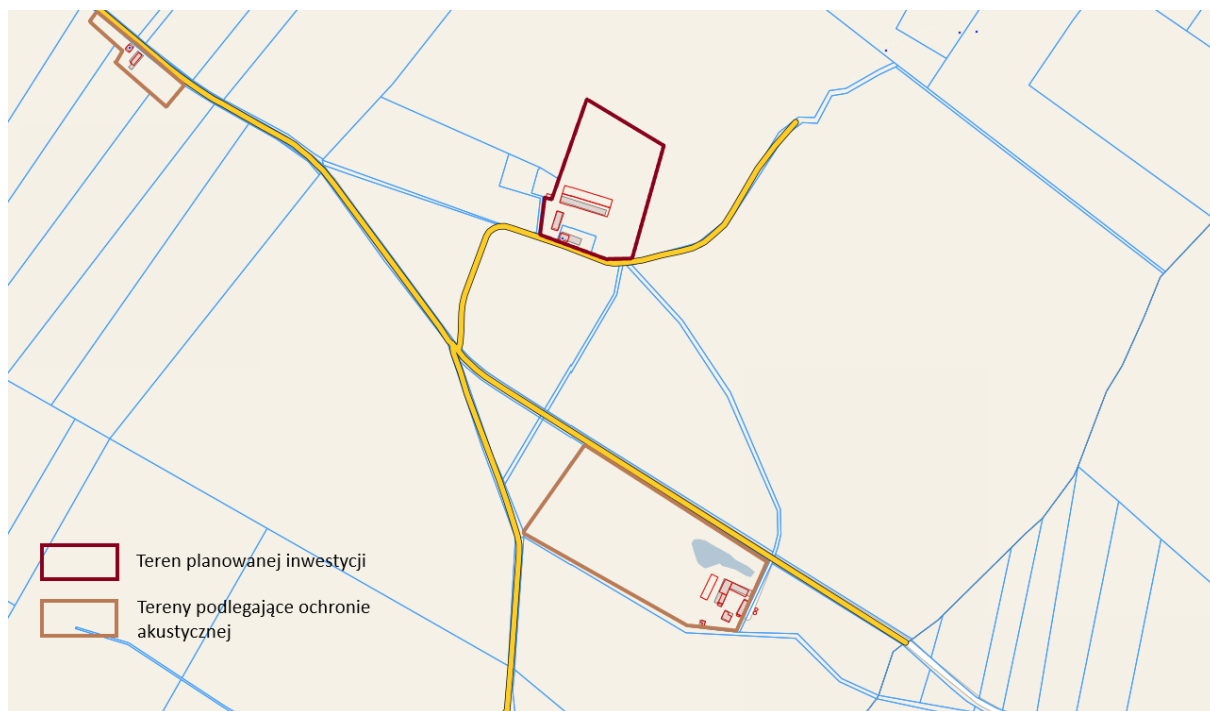 Teren planowanej inwestycji
Tereny podlegające ochronie
akustycznej